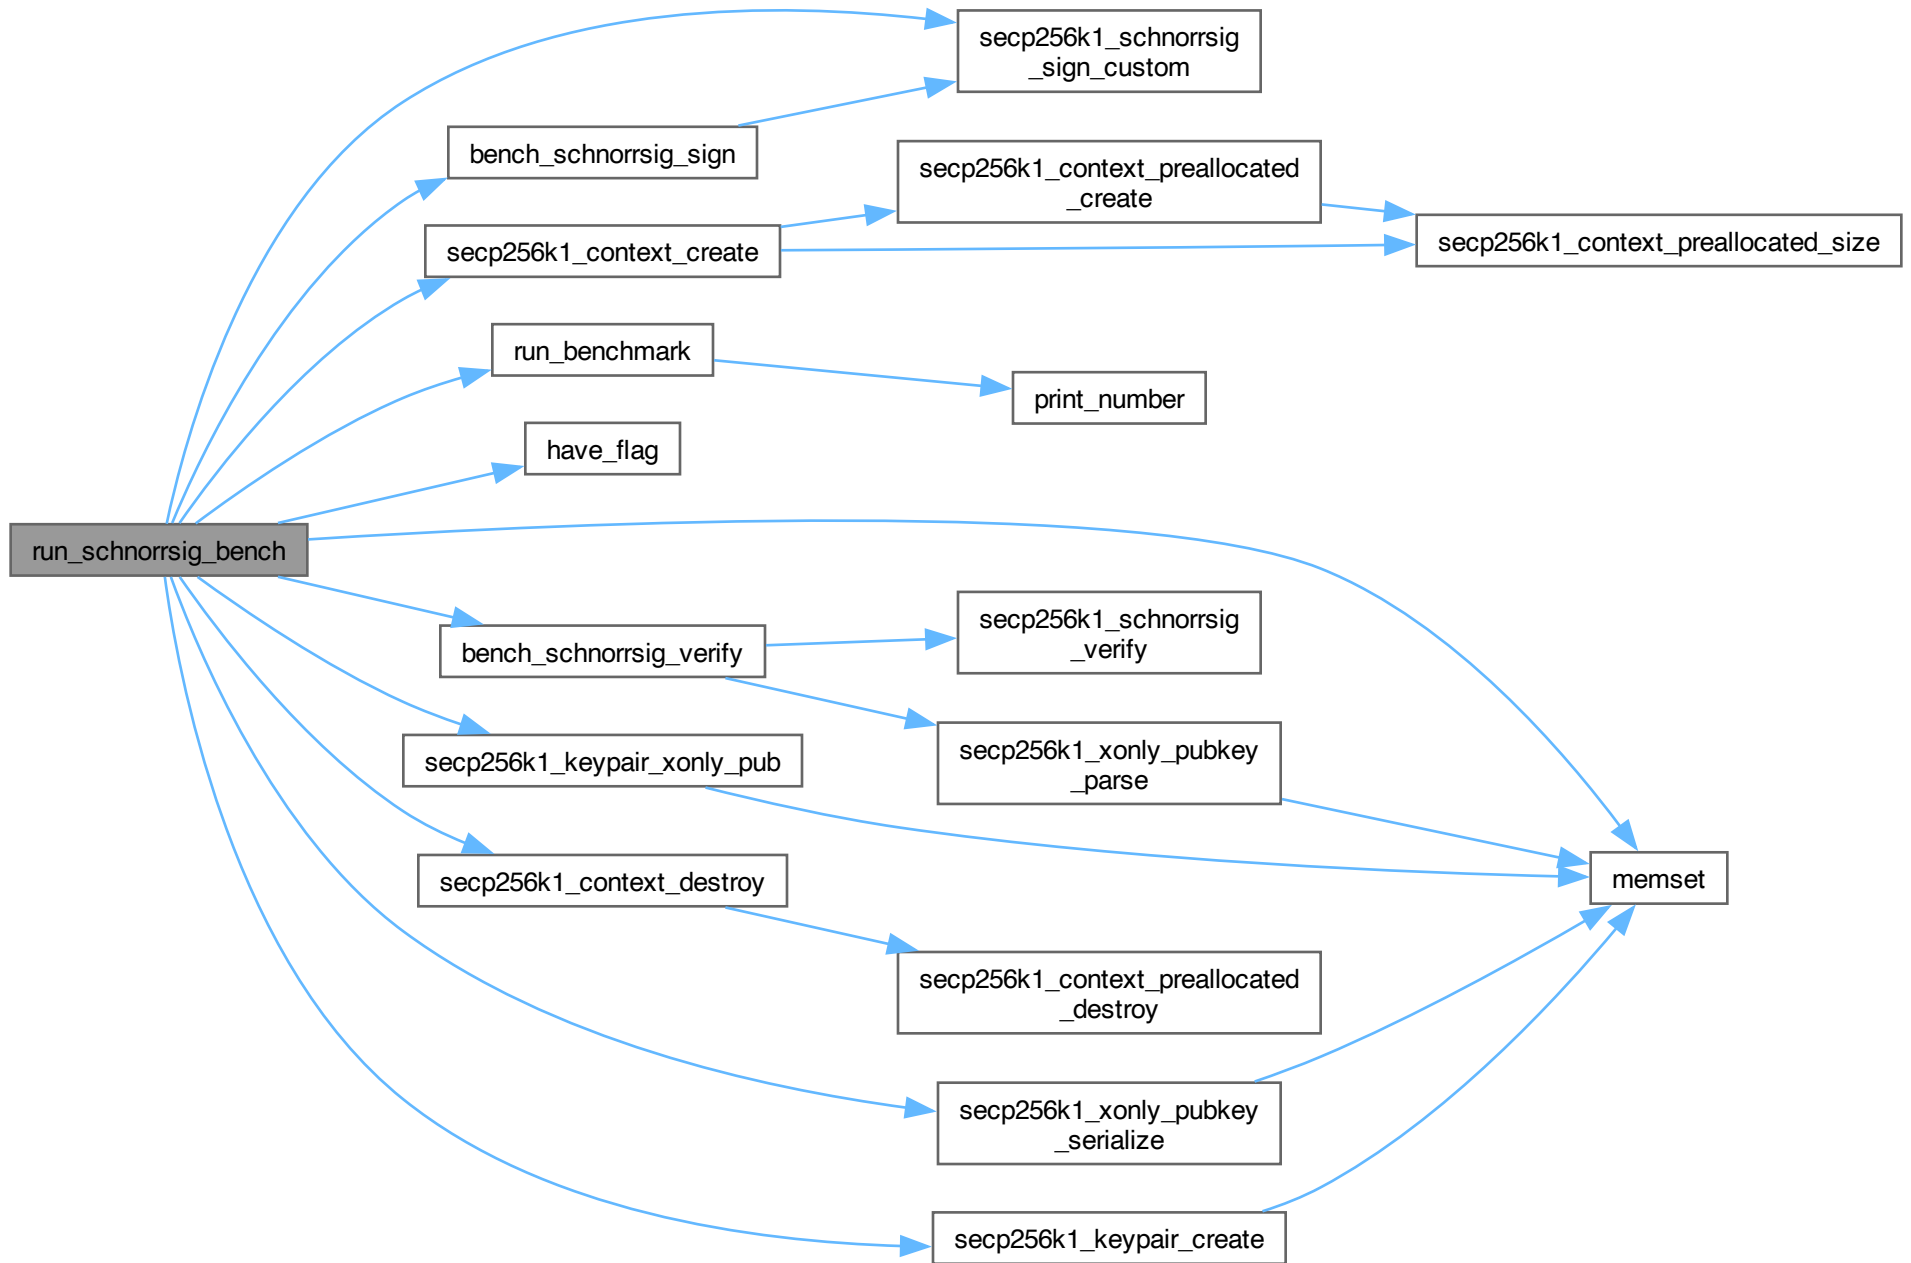 secp256k1_schnorrsig
_sign_custom
bench_schnorrsig_sign
secp256k1_context_preallocated
_create
secp256k1_context_create
secp256k1_context_preallocated_size
run_benchmark
print_number
have_flag
run_schnorrsig_bench
secp256k1_schnorrsig
_verify
bench_schnorrsig_verify
secp256k1_xonly_pubkey
_parse
secp256k1_keypair_xonly_pub
secp256k1_context_destroy
memset
secp256k1_context_preallocated
_destroy
secp256k1_xonly_pubkey
_serialize
secp256k1_keypair_create